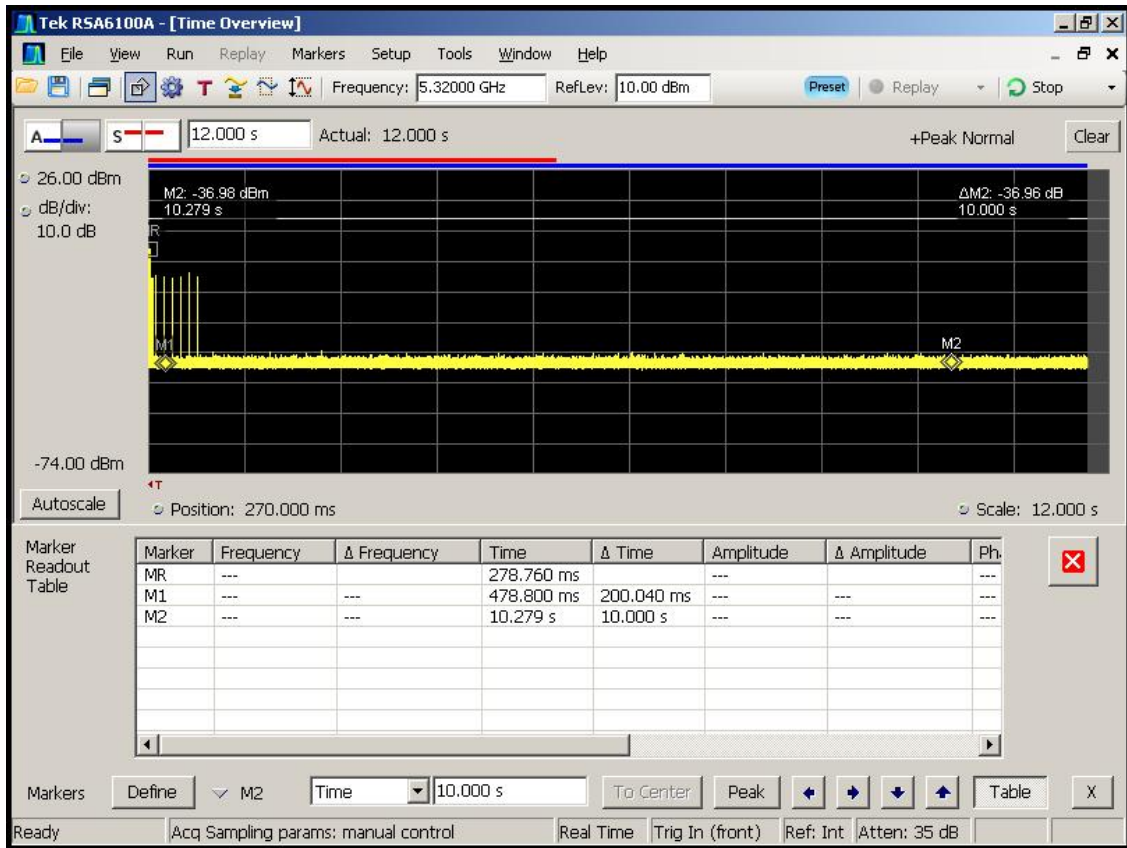 Tek RSA6100A - [Time Overview]
File View Run Replay Markers Setup Tools Window Help
Frequency: 5.32000 GHz RefLev: 10.00 dBm Preset Replay Stop
A S 12.000 s Actual: 12.000 s +Peak Normal Clear
26.00 dBm
dB/div:
10.0 dB
M2: -36.98 dBm
10.279 s
ΔM2: -36.96 dB
10.000 s
R
M1
M2
-74.00 dBm
T
Autoscale Position: 270.000 ms Scale: 12.000 s
Marker
Readout
Table
Marker Frequency Δ Frequency Time Δ Time Amplitude Δ Amplitude Ph.
MR --- 278.760 ms --- ---
M1 --- --- 478.800 ms 200.040 ms --- --- ---
M2 --- --- 10.279 s 10.000 s --- --- ---
Markers Define M2 Time 10.000 s To Center Peak Table X
Ready Acq Sampling params: manual control Real Time Trig In (front) Ref: Int Atten: 35 dB